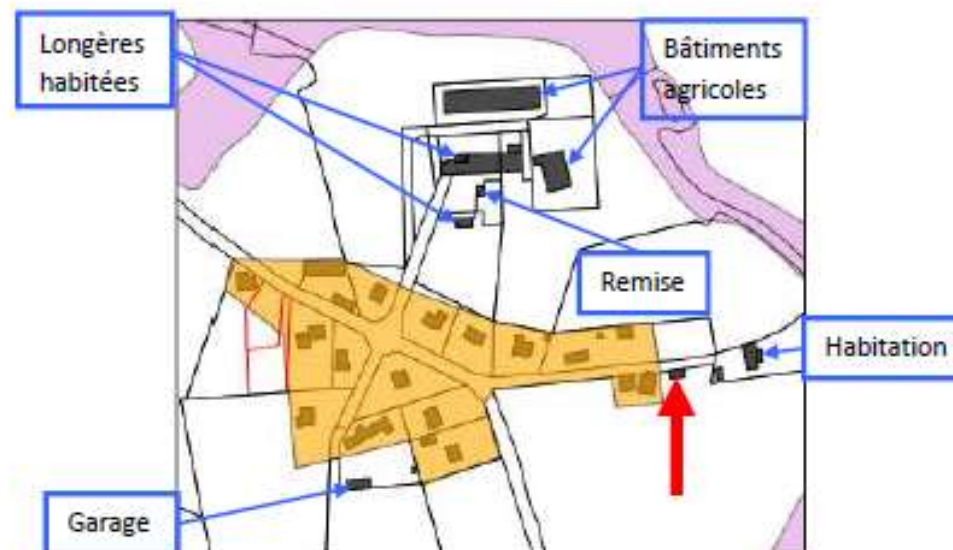 Longères
habitées
Bâtiments
agricoles
Remise
Habitation
Garage